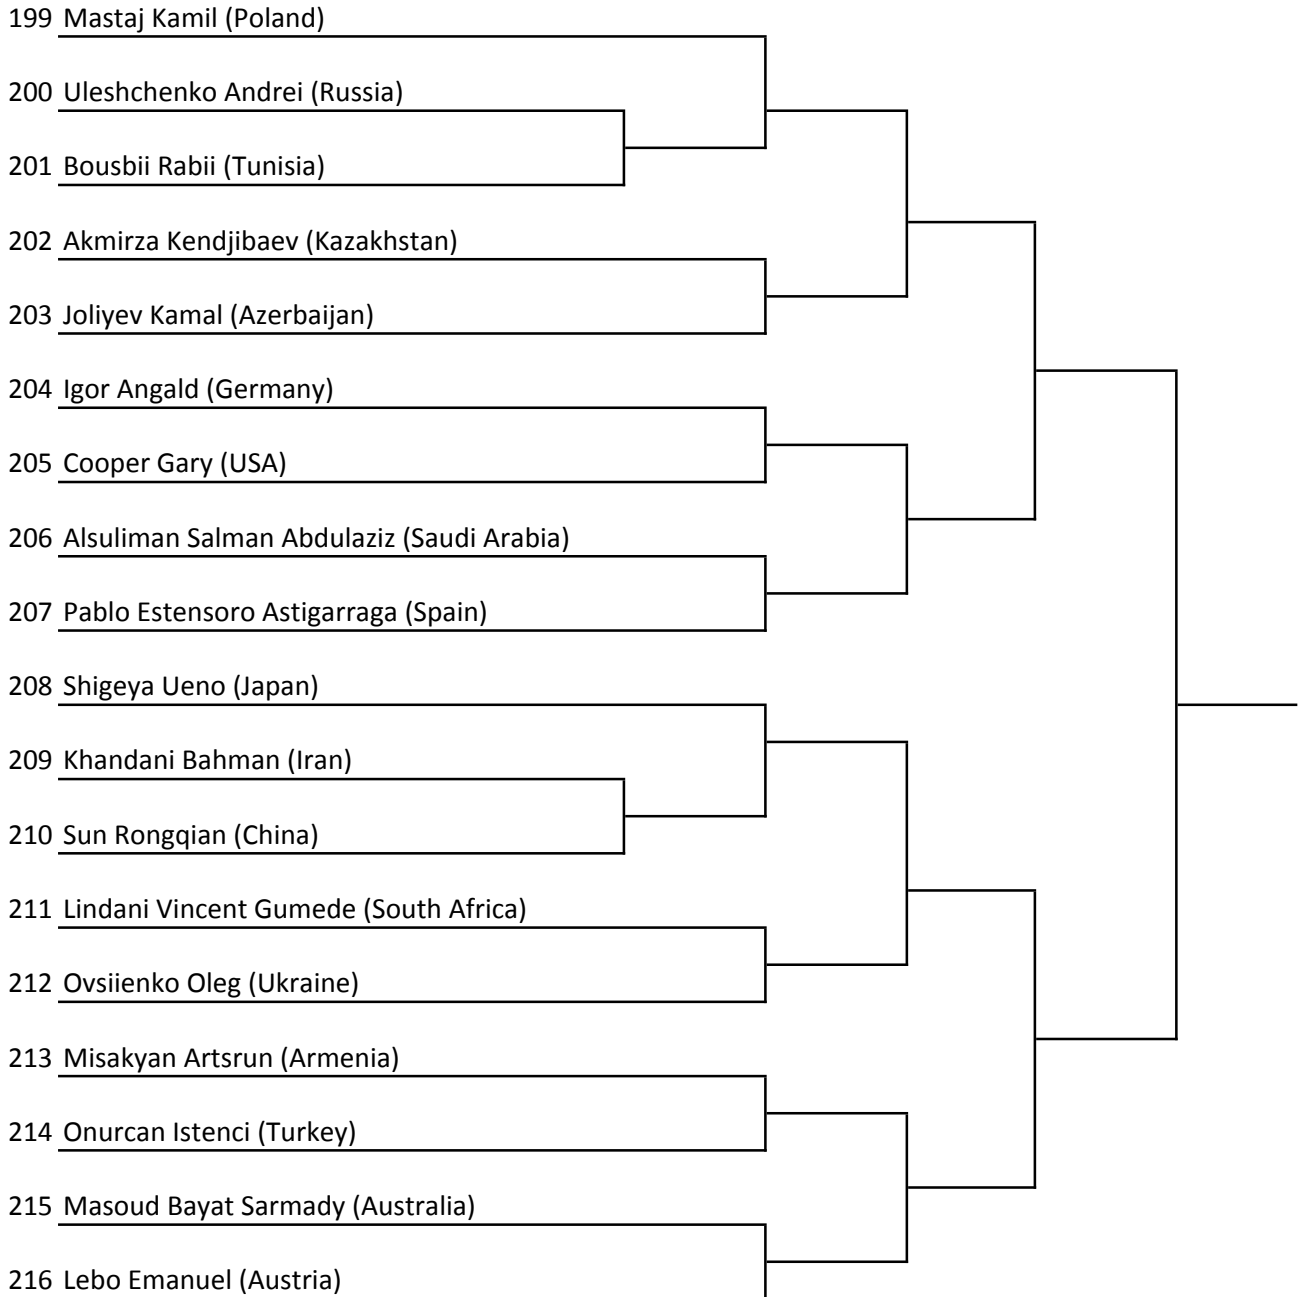 199 Mastaj Kamil (Poland)
200 Uleshchenko Andrei (Russia)
201 Bousbii Rabii (Tunisia)
202 Akmirza Kendjibaev (Kazakhstan)
203 Joliyev Kamal (Azerbaijan)
204 Igor Angald (Germany)
205 Cooper Gary (USA)
206 Alsuliman Salman Abdulaziz (Saudi Arabia)
207 Pablo Estensoro Astigarraga (Spain)
208 Shigeya Ueno (Japan)
209 Khandani Bahman (Iran)
210 Sun Rongqian (China)
211 Lindani Vincent Gumede (South Africa)
212 Ovsiienko Oleg (Ukraine)
213 Misakyan Artsrun (Armenia)
214 Onurcan Istenci (Turkey)
215 Masoud Bayat Sarmady (Australia)
216 Lebo Emanuel (Austria)